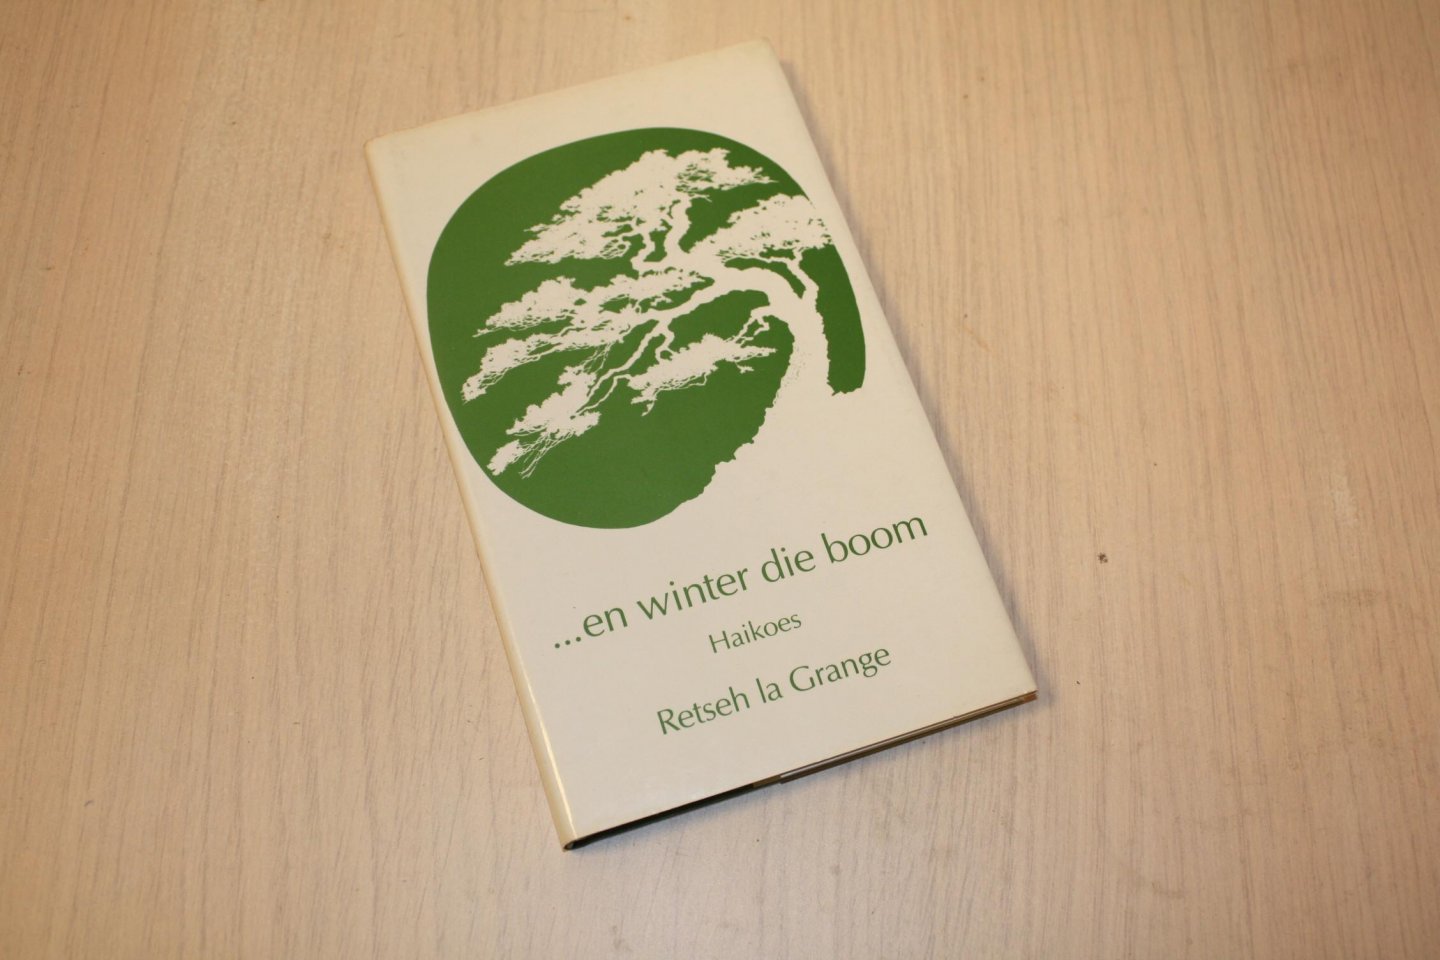 ...en winter die boom
Haikoes
Retseh la Grange